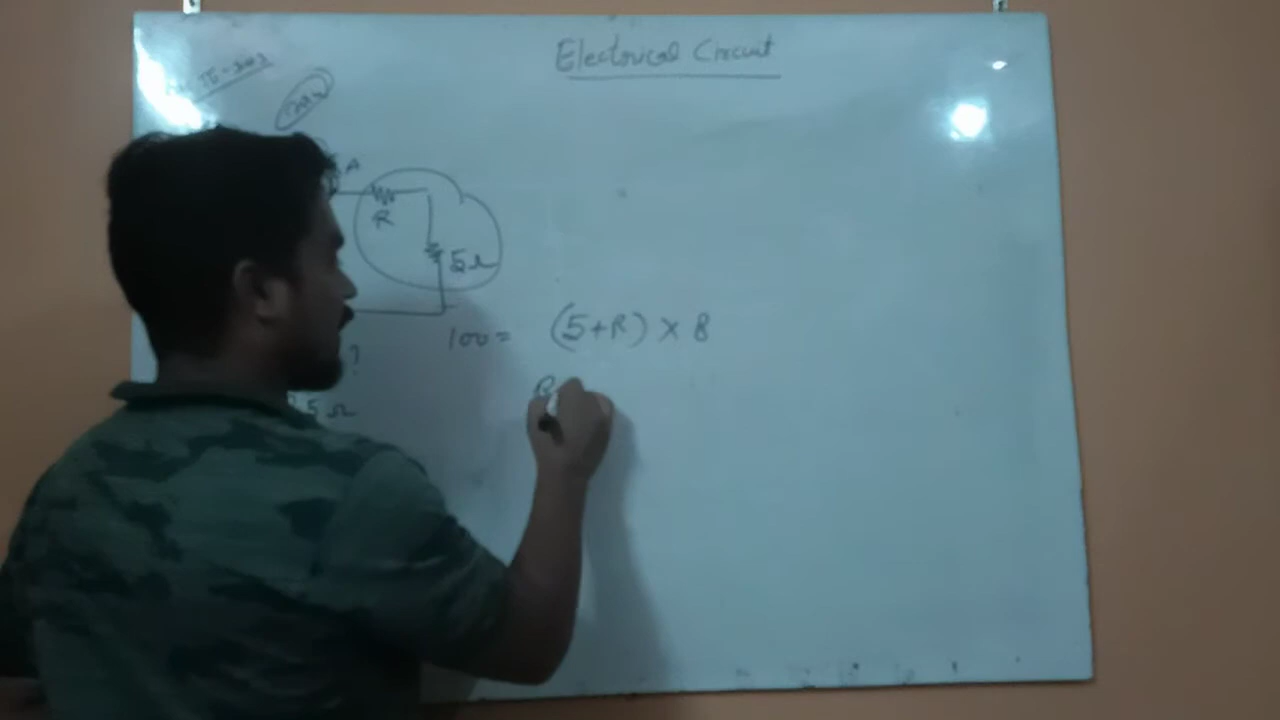 Electrical Circuit
A
R
5Ω
100 = (5+R) × 8
?
5 Ω
R